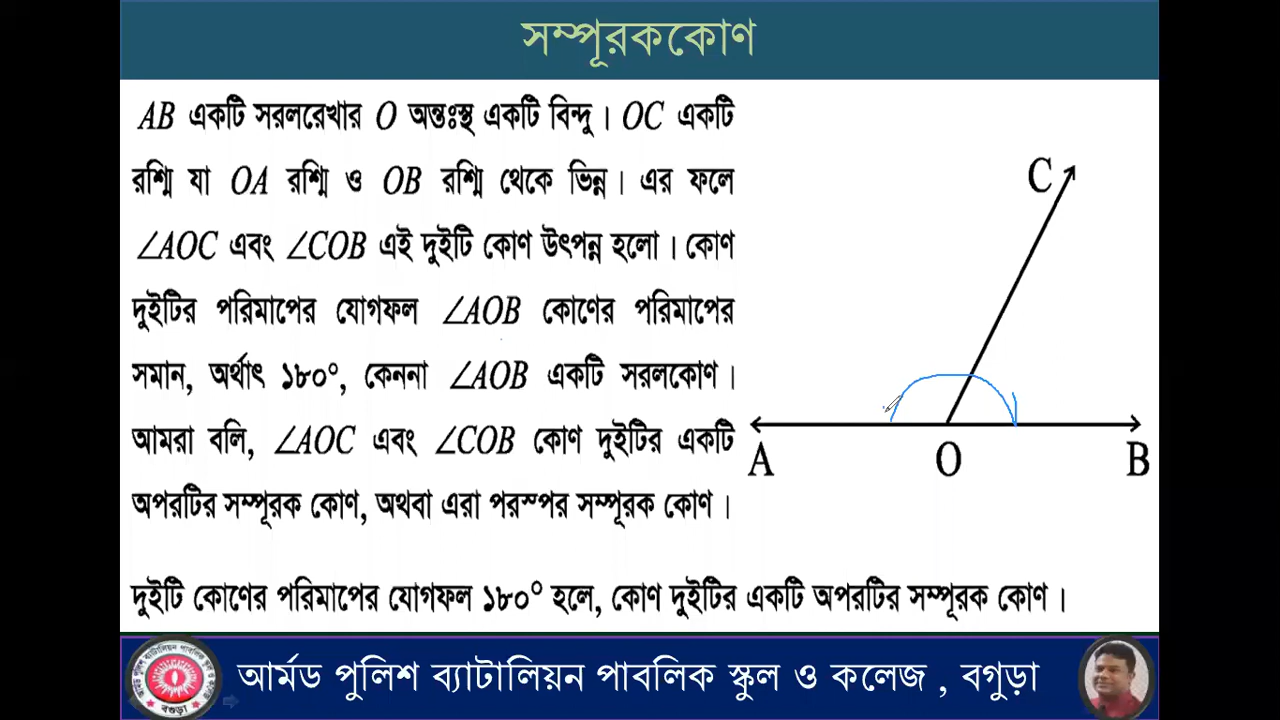 সম্পূরককোণ
AB একটি সরলরেখার O অন্তঃস্থ একটি বিন্দু। OC একটি
রশ্মি যা OA রশ্মি ও OB রশ্মি থেকে ভিন্ন। এর ফলে
∠AOC এবং ∠COB এই দুইটি কোণ উৎপন্ন হলো। কোণ
দুইটির পরিমাপের যোগফল ∠AOB কোণের পরিমাপের
সমান, অর্থাৎ ১৮০°, কেননা ∠AOB একটি সরলকোণ।
আমরা বলি, ∠AOC এবং ∠COB কোণ দুইটির একটি
অপরটির সম্পূরক কোণ, অথবা এরা পরস্পর সম্পূরক কোণ।
C
A
O
B
দুইটি কোণের পরিমাপের যোগফল ১৮০° হলে, কোণ দুইটির একটি অপরটির সম্পূরক কোণ।
আর্মড পুলিশ ব্যাটালিয়ন পাবলিক স্কুল ও কলেজ , বগুড়া
বগুড়া